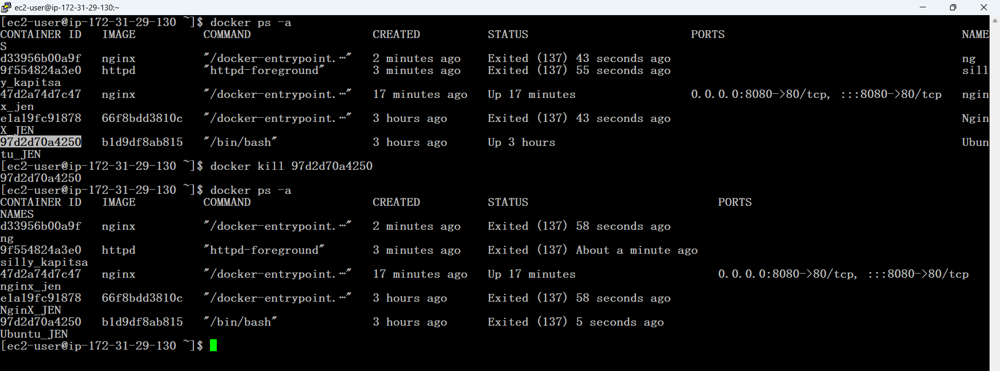 ec2-user@ip-172-31-29-130:~
[ec2-user@ip-172-31-29-130 ~]$ docker ps -a
CONTAINER ID   IMAGE          COMMAND                  CREATED          STATUS                        PORTS                                   NAME
S
d33956b00a9f   nginx          "/docker-entrypoint.…"   2 minutes ago    Exited (137) 43 seconds ago                                           ng
9f554824a3e0   httpd          "httpd-foreground"       3 minutes ago    Exited (137) 55 seconds ago                                           sill
y_kapitsa
47d2a74d7c47   nginx          "/docker-entrypoint.…"   17 minutes ago   Up 17 minutes                 0.0.0.0:8080->80/tcp, :::8080->80/tcp   ngin
x_jen
e1a19fc91878   66f8bdd3810c   "/docker-entrypoint.…"   3 hours ago      Exited (137) 43 seconds ago                                           Ngin
X_JEN
97d2d70a4250   b1d9df8ab815   "/bin/bash"              3 hours ago      Up 3 hours                                                            Ubun
tu_JEN
[ec2-user@ip-172-31-29-130 ~]$ docker kill 97d2d70a4250
97d2d70a4250
[ec2-user@ip-172-31-29-130 ~]$ docker ps -a
CONTAINER ID   IMAGE          COMMAND                  CREATED          STATUS                            PORTS
NAMES
d33956b00a9f   nginx          "/docker-entrypoint.…"   2 minutes ago    Exited (137) 58 seconds ago
ng
9f554824a3e0   httpd          "httpd-foreground"       3 minutes ago    Exited (137) About a minute ago
silly_kapitsa
47d2a74d7c47   nginx          "/docker-entrypoint.…"   17 minutes ago   Up 17 minutes                     0.0.0.0:8080->80/tcp, :::8080->80/tcp
nginx_jen
e1a19fc91878   66f8bdd3810c   "/docker-entrypoint.…"   3 hours ago      Exited (137) 58 seconds ago
NginX_JEN
97d2d70a4250   b1d9df8ab815   "/bin/bash"              3 hours ago      Exited (137) 5 seconds ago
Ubuntu_JEN
[ec2-user@ip-172-31-29-130 ~]$